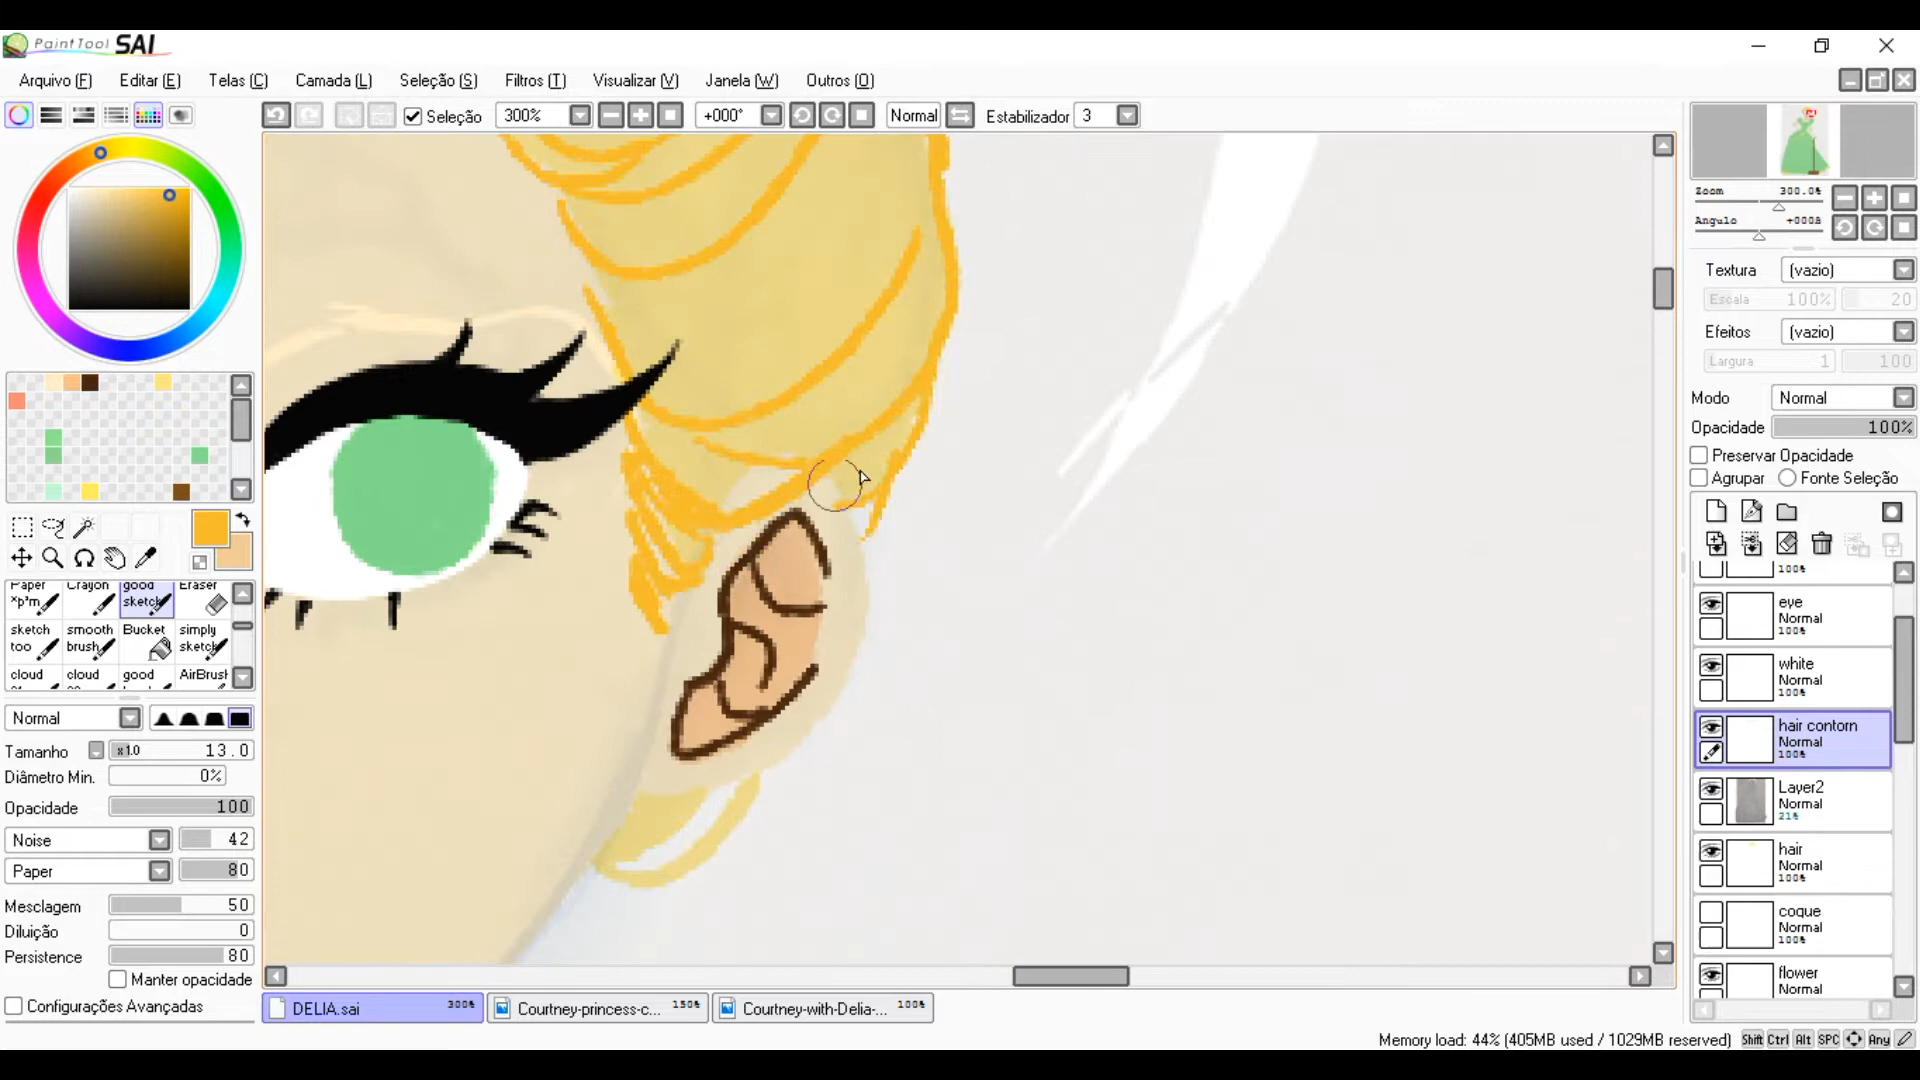 PaintTool SAI
Arquivo (F) Editar (E) Telas (C) Camada (L) Seleção (S) Filtros (T) Visualizar (V) Janela (W) Outros (O)
Seleção 300% +000° Normal Estabilizador 3
Zoom 300.0%
Angulo +000å
Textura (vazio)
Escala 100% 20
Efeitos (vazio)
Largura 1 100
Modo Normal
Opacidade 100%
Preservar Opacidade
Agrupar Fonte Seleção
Paper Crayon good Eraser
sketch
sketch smooth Bucket simply
too brush sketch
cloud cloud good AirBrush
Normal
Tamanho x1.0 13.0
Diâmetro Min. 0%
Opacidade 100
Noise 42
Paper 80
Mesclagem 50
Diluição 0
Persistence 80
Manter opacidade
Configurações Avançadas
100%
eye
Normal
100%
white
Normal
100%
hair contorn
Normal
100%
Layer2
Normal
21%
hair
Normal
100%
coque
Normal
100%
flower
Normal
DELIA.sai 300% Courtney-princess-c... 150% Courtney-with-Delia-... 100%
Memory load: 44% (405MB used / 1029MB reserved) Shift Ctrl Alt SPC Any